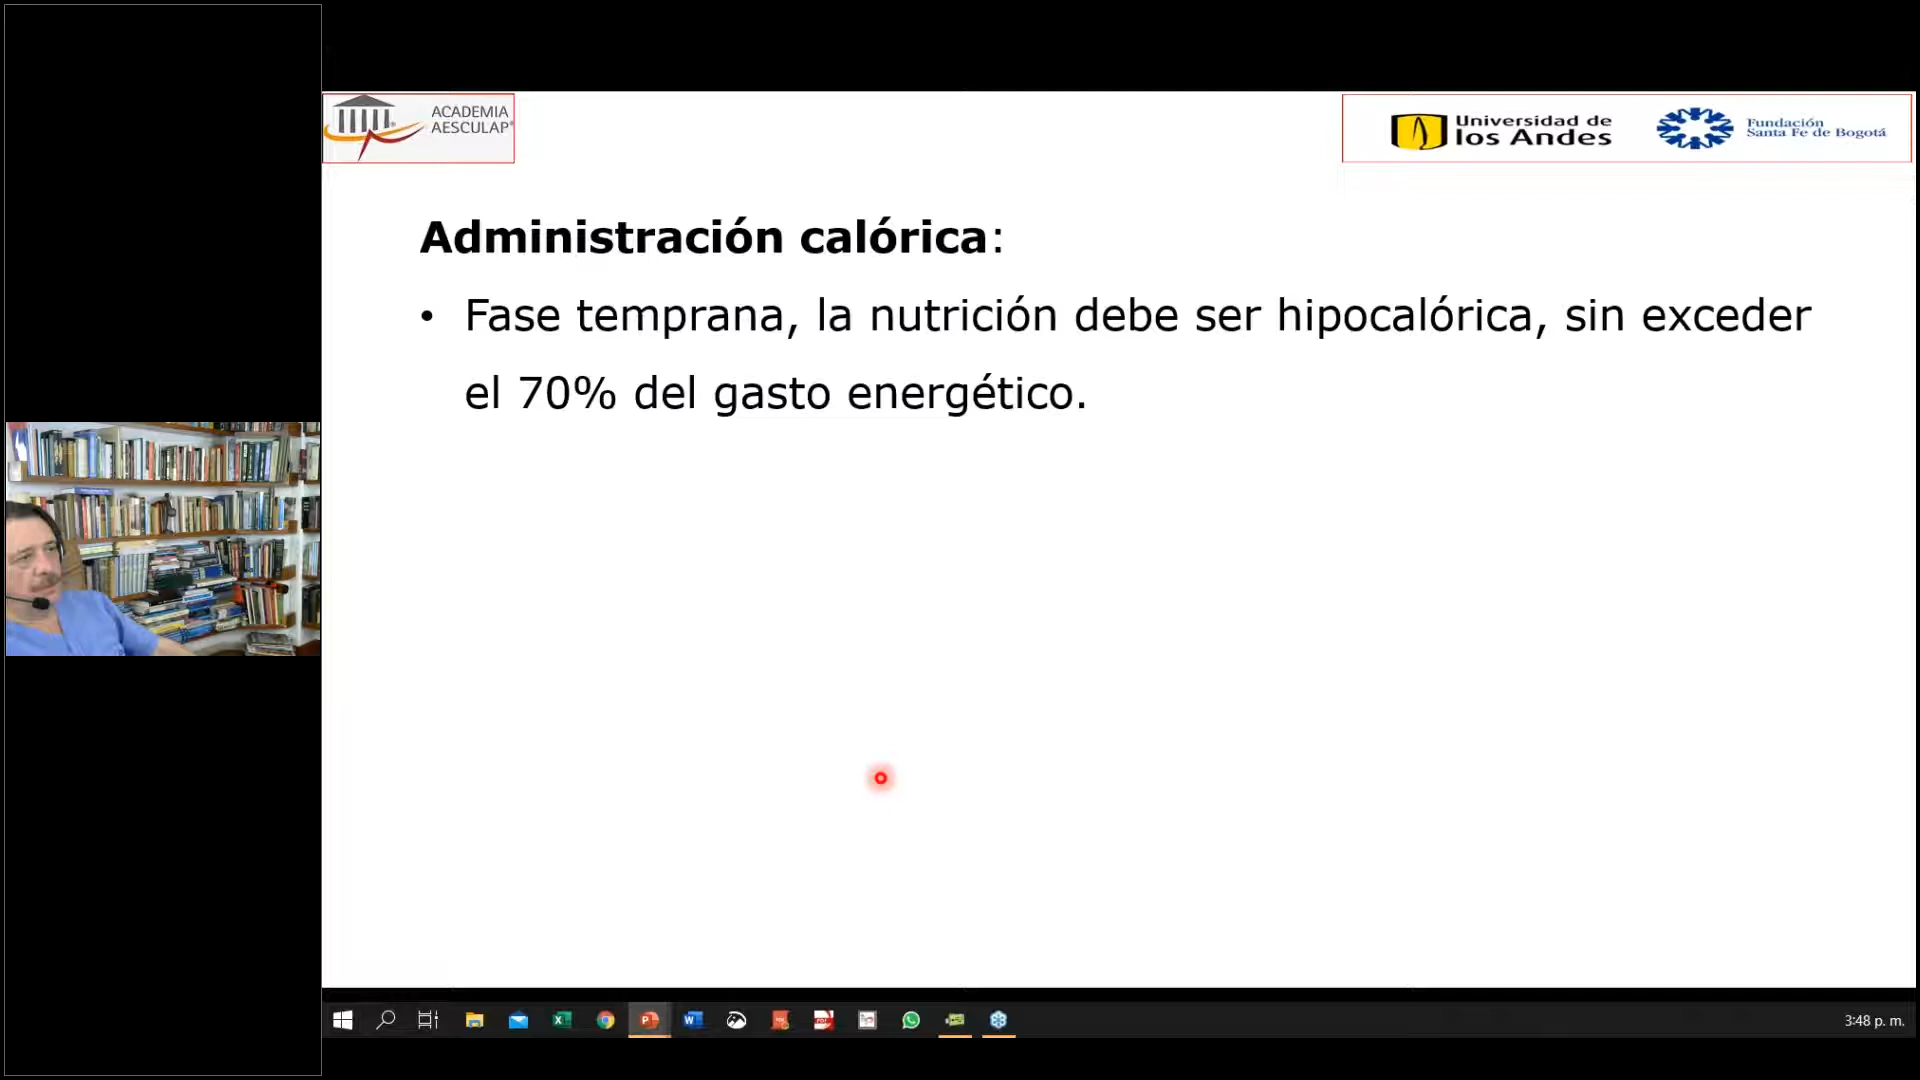 ACADEMIA
AESCULAP®
Universidad de
los Andes
Fundación
Santa Fe de Bogotá
Administración calórica:
• Fase temprana, la nutrición debe ser hipocalórica, sin exceder
el 70% del gasto energético.
3:48 p. m.